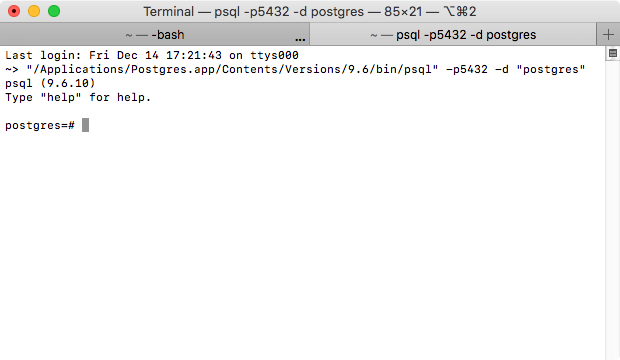 Terminal — psql -p5432 -d postgres — 85×21 — ⌥⌘2
~ — -bash ...
~ — psql -p5432 -d postgres +
Last login: Fri Dec 14 17:21:43 on ttys000
~> "/Applications/Postgres.app/Contents/Versions/9.6/bin/psql" -p5432 -d "postgres"
psql (9.6.10)
Type "help" for help.
postgres=#